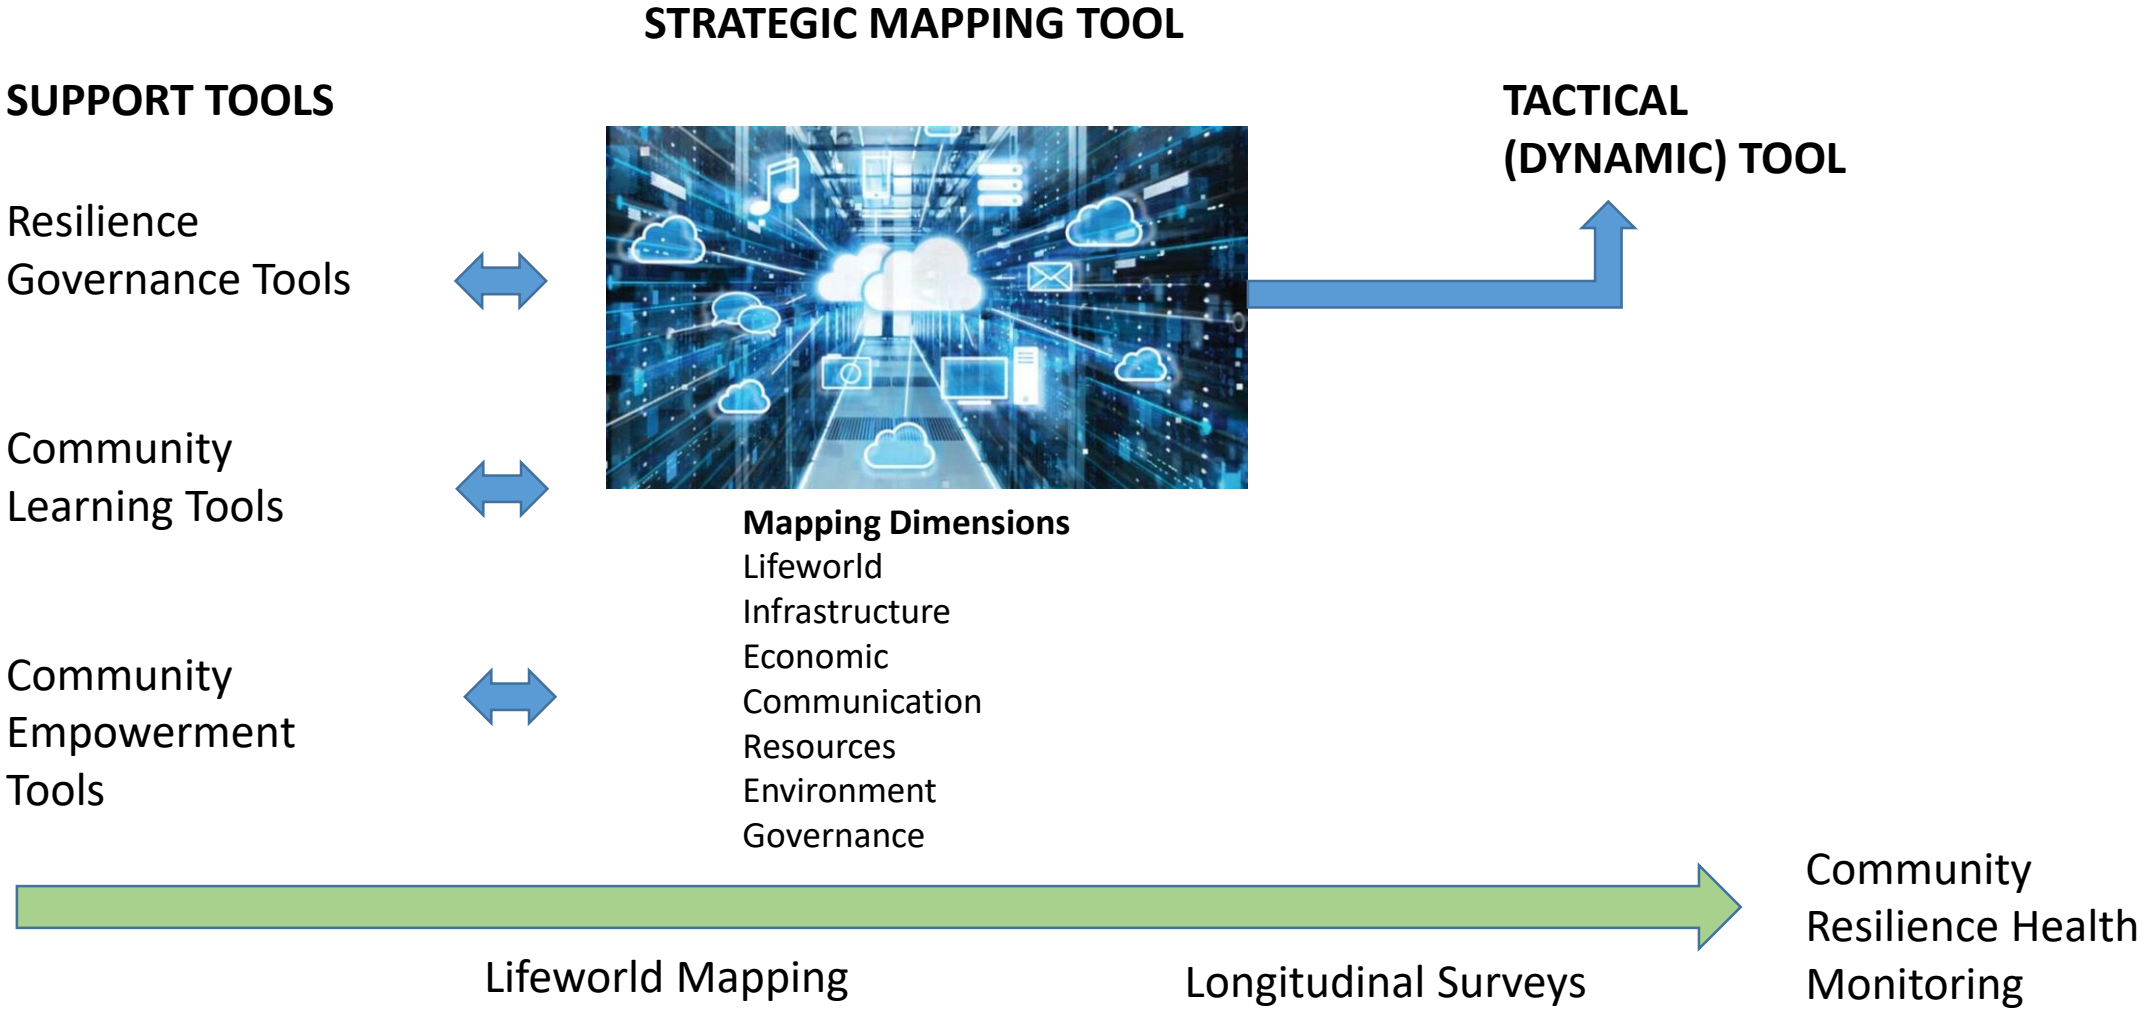 STRATEGIC MAPPING TOOL
SUPPORT TOOLS
TACTICAL
(DYNAMIC) TOOL
Resilience
Governance Tools
Community
Learning Tools
Community
Empowerment
Tools
Mapping Dimensions
Lifeworld
Infrastructure
Economic
Communication
Resources
Environment
Governance
Community
Resilience Health
Monitoring
Lifeworld Mapping
Longitudinal Surveys